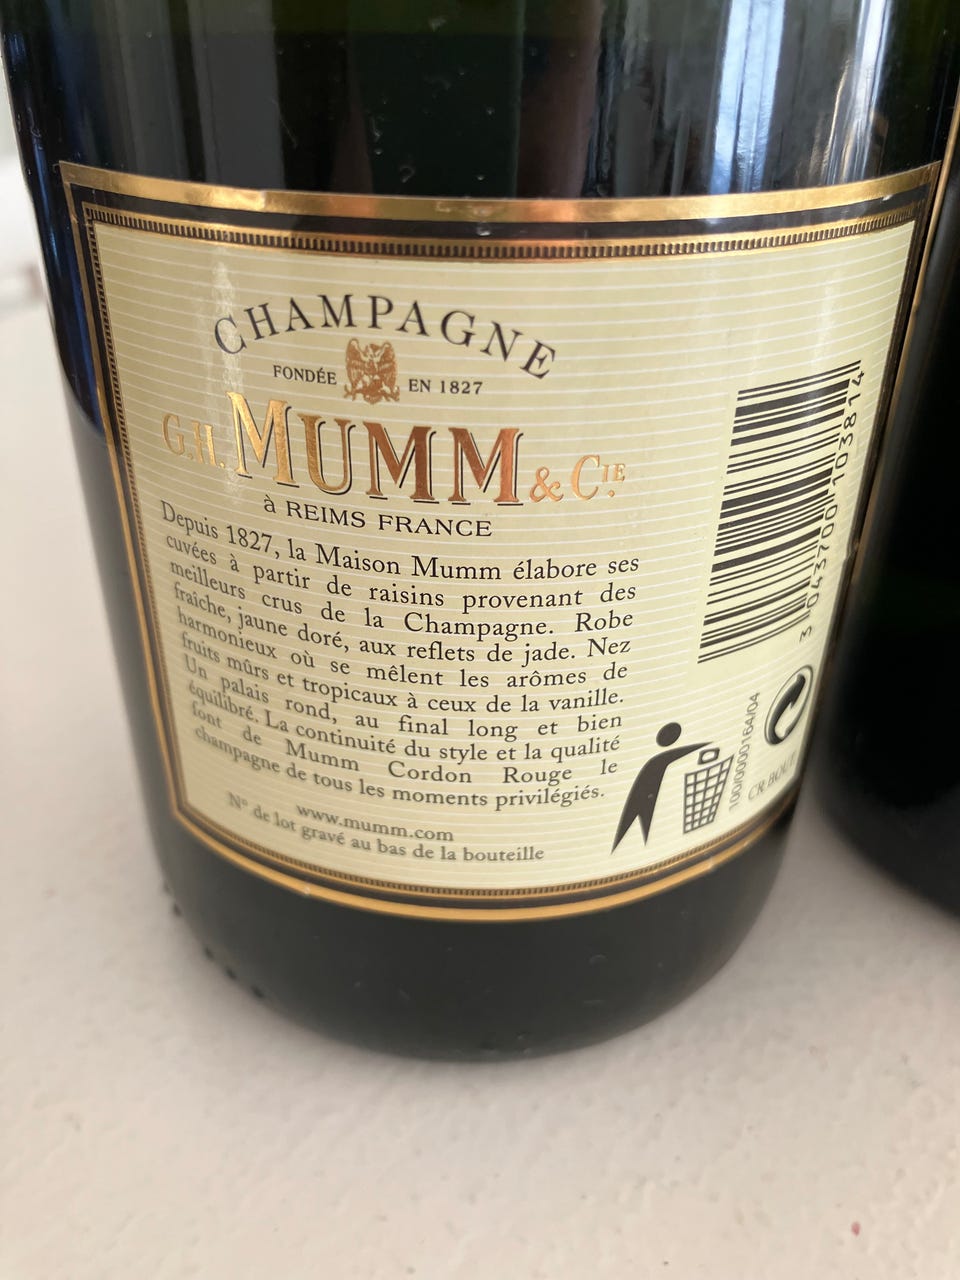 CHAMPAGNE
FONDÉE EN 1827
G.H. MUMM & CIE.
à REIMS FRANCE
Depuis 1827, la Maison Mumm élabore ses
cuvées à partir de raisins provenant des
meilleurs crus de la Champagne. Robe
fraîche, jaune doré, aux reflets de jade. Nez
harmonieux où se mêlent les arômes de
fruits mûrs et tropicaux à ceux de la vanille.
Un palais rond, au final long et bien
équilibré. La continuité du style et la qualité
font de Mumm Cordon Rouge le
champagne de tous les moments privilégiés.
www.mumm.com
N° de lot gravé au bas de la bouteille
3 043700 103814
100/0000164/04
CR.BOUT